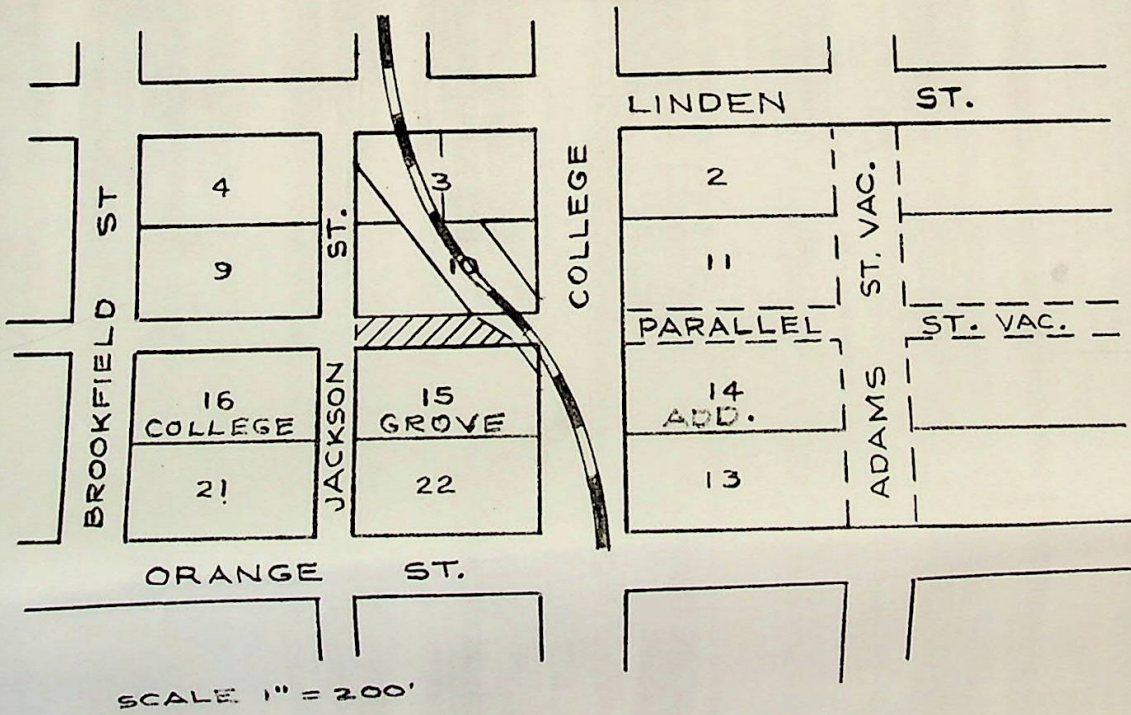 LINDEN ST.
BROOKFIELD ST
4
9
ST.
3
10
COLLEGE
2
11
ST. VAC.
PARALLEL
ST. VAC.
16
COLLEGE
21
JACKSON
15
GROVE
22
14
ADD.
13
ADAMS
ORANGE ST.
SCALE 1" = 200'